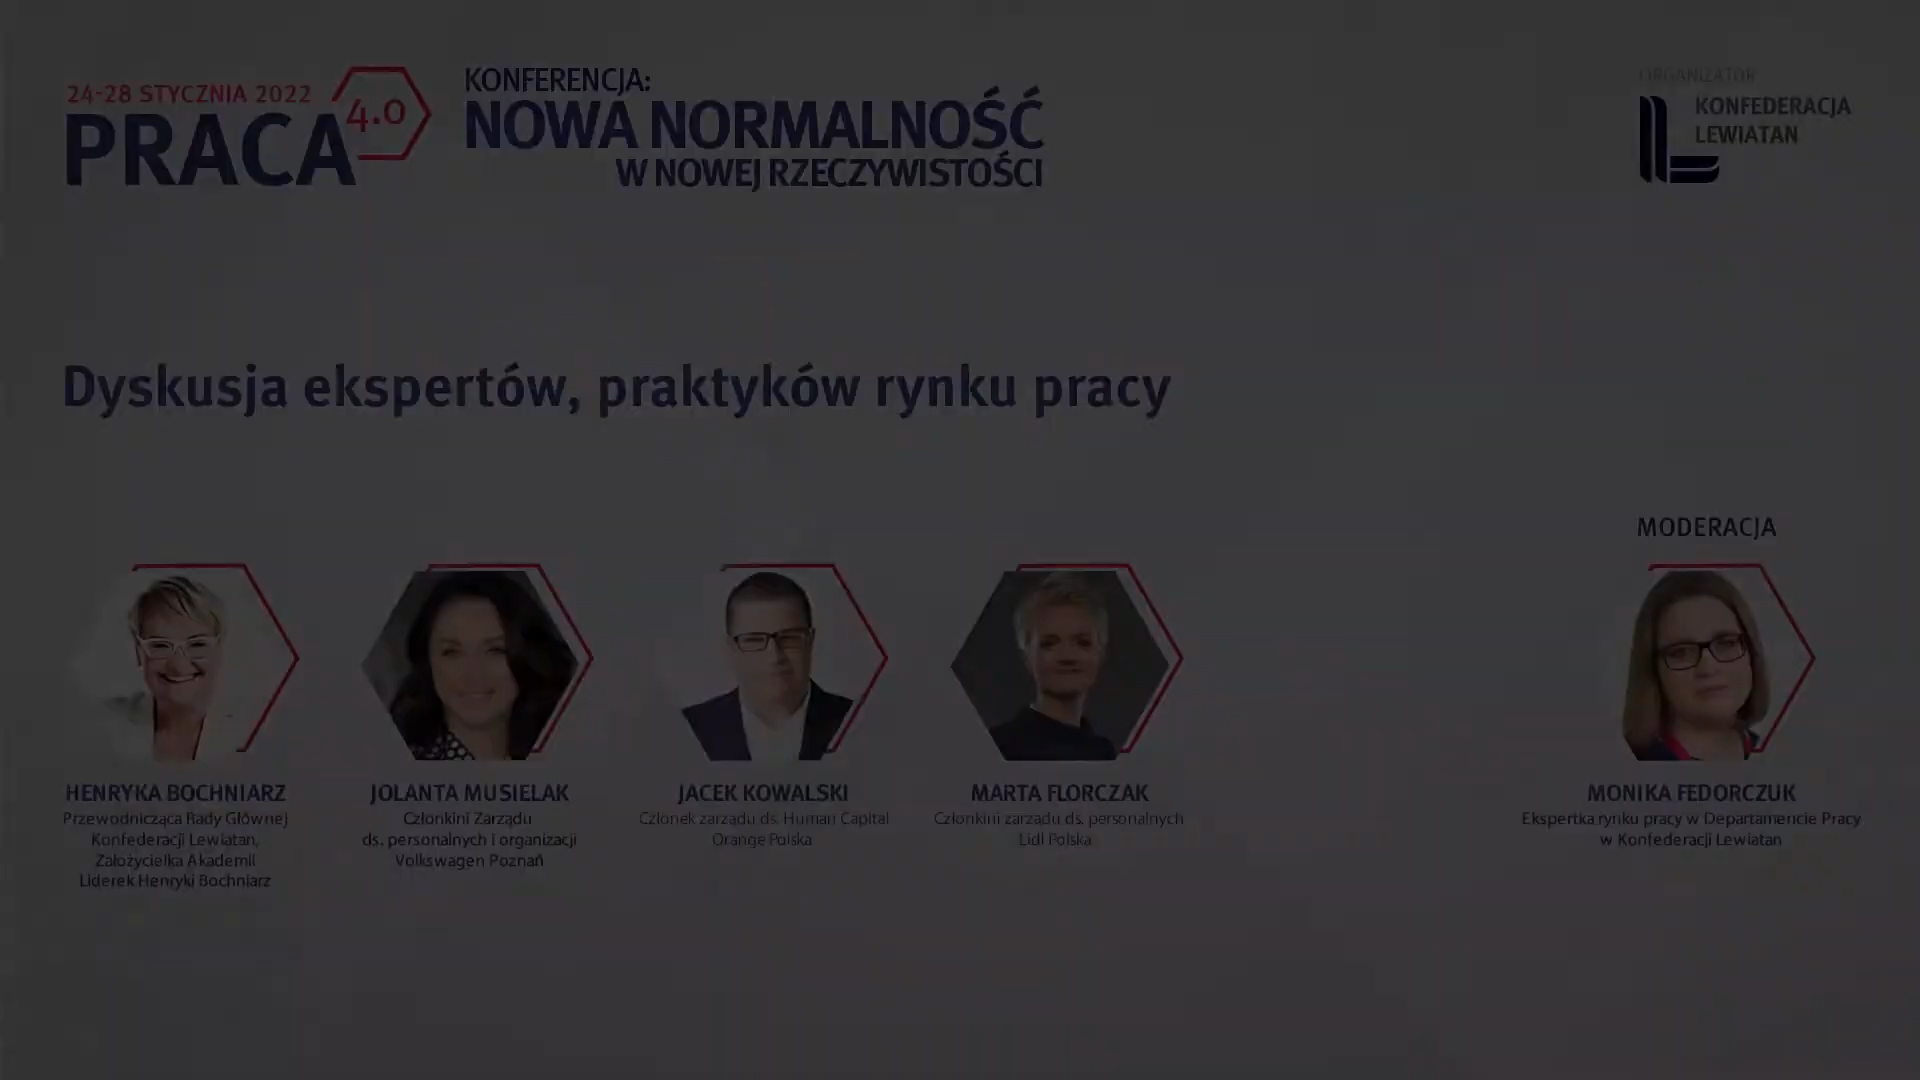 24-28 STYCZNIA 2022
PRACA 4.0
KONFERENCJA:
NOWA NORMALNOŚĆ
W NOWEJ RZECZYWISTOŚCI
ORGANIZATOR
KONFEDERACJA
LEWIATAN
Dyskusja ekspertów, praktyków rynku pracy
HENRYKA BOCHNIARZ
Przewodnicząca Rady Głównej
Konfederacji Lewiatan,
Założycielka Akademii
Liderek Henryki Bochniarz
JOLANTA MUSIELAK
Członkini Zarządu
ds. personalnych i organizacji
Volkswagen Poznań
JACEK KOWALSKI
Członek zarządu ds. Human Capital
Orange Polska
MARTA FLORCZAK
Członkini zarządu ds. personalnych
Lidl Polska
MODERACJA
MONIKA FEDORCZUK
Ekspertka rynku pracy w Departamencie Pracy
w Konfederacji Lewiatan